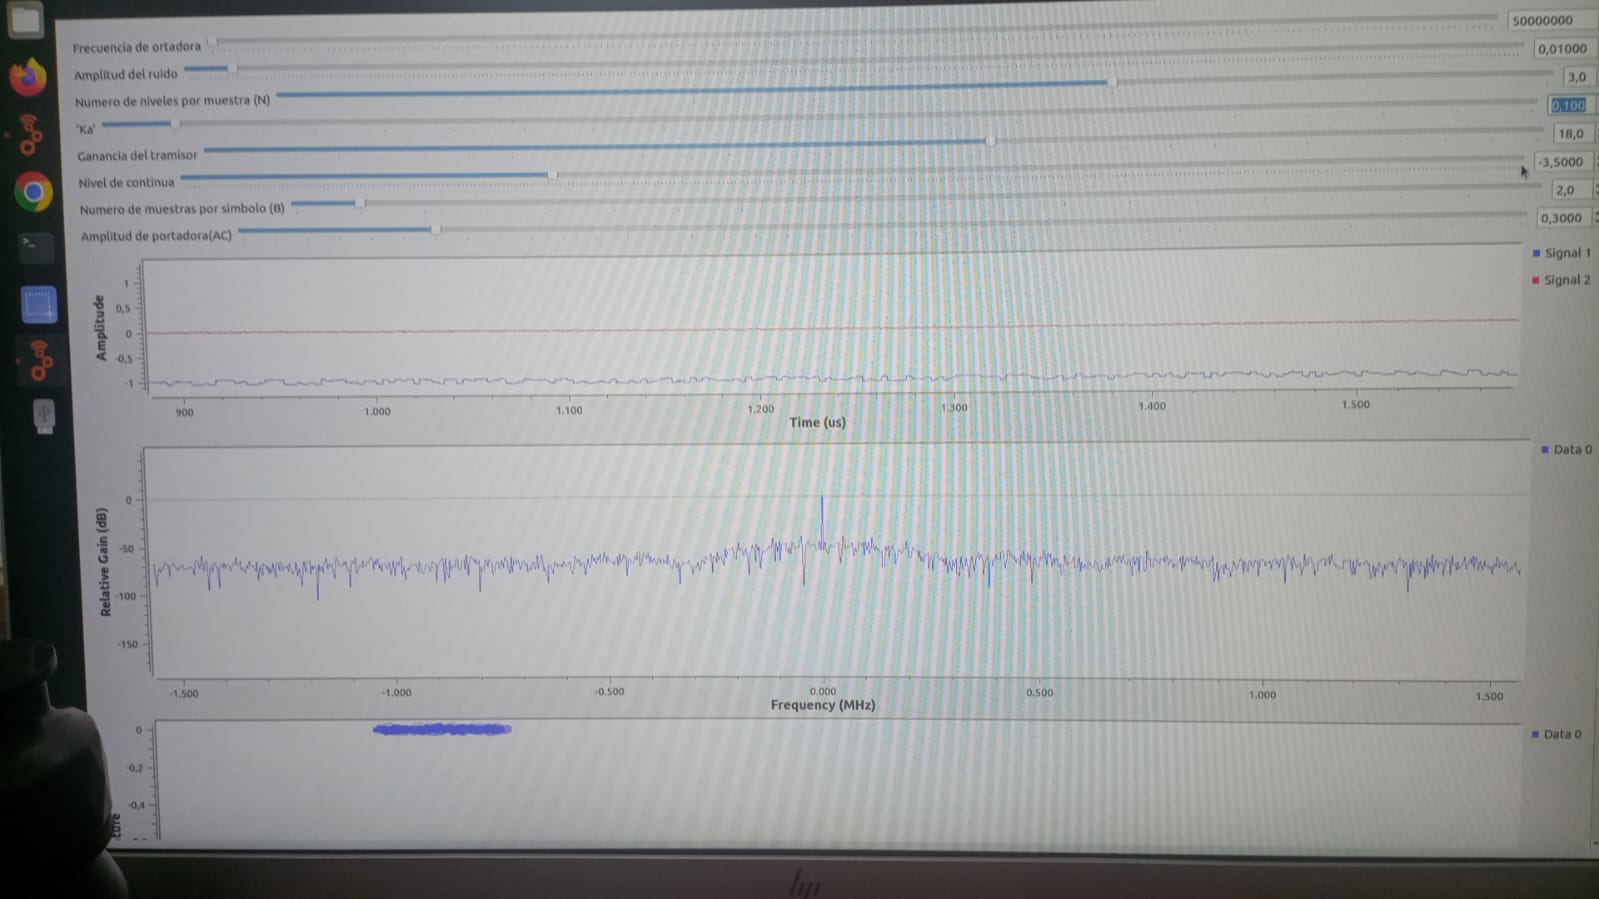 Frecuencia de ortadora 50000000
Amplitud del ruido 0,01000
Numero de niveles por muestra (N) 3,0
'Ka' 0,100
Ganancia del tramisor 18,0
Nivel de continua -3,5000
Numero de muestras por simbolo (B) 2,0
Amplitud de portadora(AC) 0,3000
Signal 1
Signal 2
Amplitude
1
0,5
0
-0,5
-1
900 1.000 1.100 1.200 1.300 1.400 1.500
Time (us)
Data 0
Relative Gain (dB)
0
-50
-100
-150
-1.500 -1.000 -0.500 0.000 0.500 1.000 1.500
Frequency (MHz)
Data 0
0
-0,2
-0,4
hp